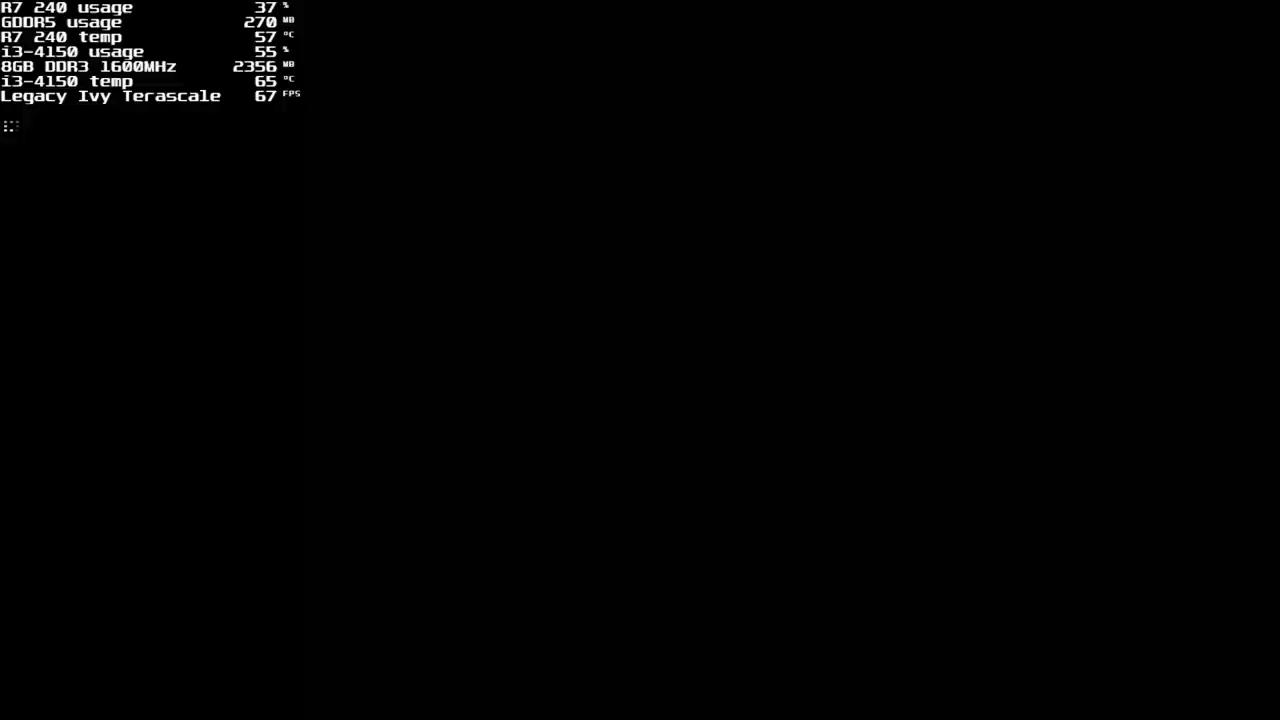 R7 240 usage 37 %
GDDR5 usage 270 MB
R7 240 temp 57 °C
i3-4150 usage 55 %
8GB DDR3 1600MHz 2356 MB
i3-4150 temp 65 °C
Legacy Ivy Terascale 67 FPS